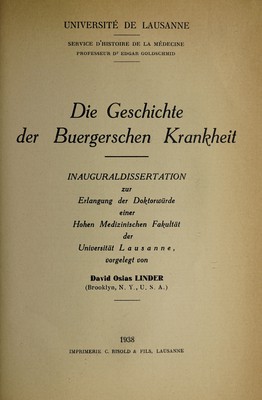 UNIVERSITÉ DE LAUSANNE
SERVICE D'HISTOIRE DE LA MÉDECINE
PROFESSEUR Dr EDGAR GOLDSCHMID
Die Geschichte
der Buergerschen Krankheit
INAUGURALDISSERTATION
zur
Erlangung der Doktorwürde
einer
Hohen Medizinischen Fakultät
der
Universität Lausanne,
vorgelegt von
David Osias LINDER
(Brooklyn, N. Y., U. S. A.)
1938
IMPRIMERIE C. RISOLD & FILS, LAUSANNE